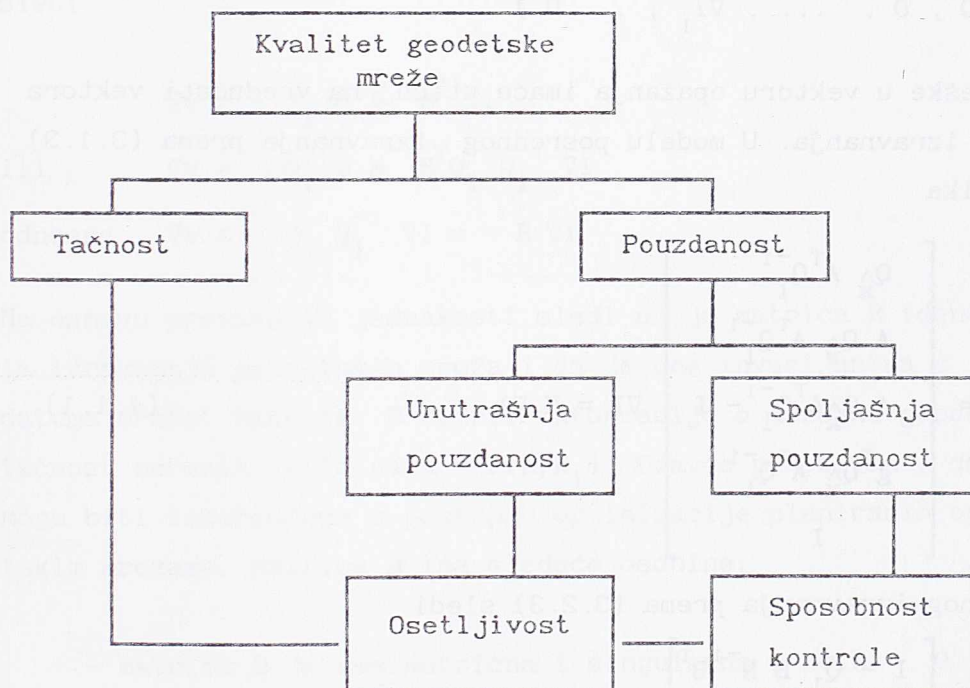 Kvalitet geodetske
mreže
Tačnost
Pouzdanost
Unutrašnja
pouzdanost
Spoljašnja
pouzdanost
Osetljivost
Sposobnost
kontrole